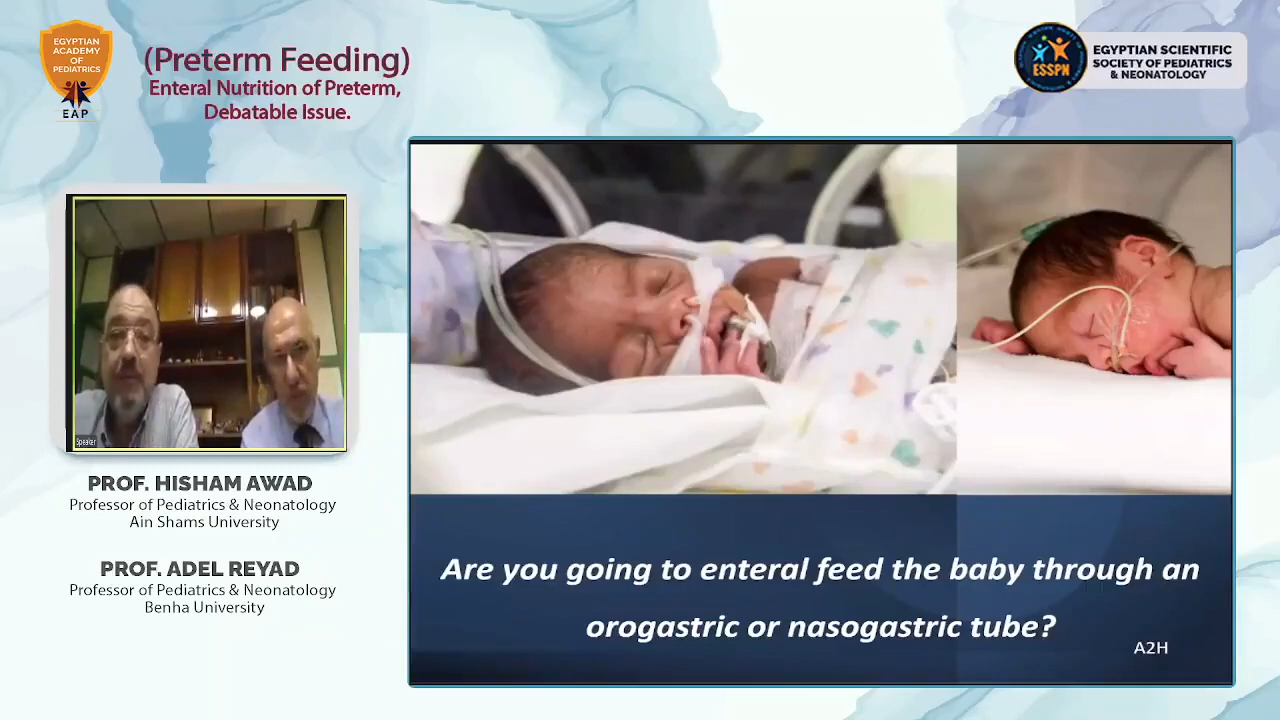 EGYPTIAN
ACADEMY
OF
PEDIATRICS
EAP
(Preterm Feeding)
Enteral Nutrition of Preterm,
Debatable Issue.
ESSPN
EGYPTIAN SCIENTIFIC
SOCIETY OF PEDIATRICS
& NEONATOLOGY
Speaker
PROF. HISHAM AWAD
Professor of Pediatrics & Neonatology
Ain Shams University
PROF. ADEL REYAD
Professor of Pediatrics & Neonatology
Benha University
Are you going to enteral feed the baby through an
orogastric or nasogastric tube?
A2H